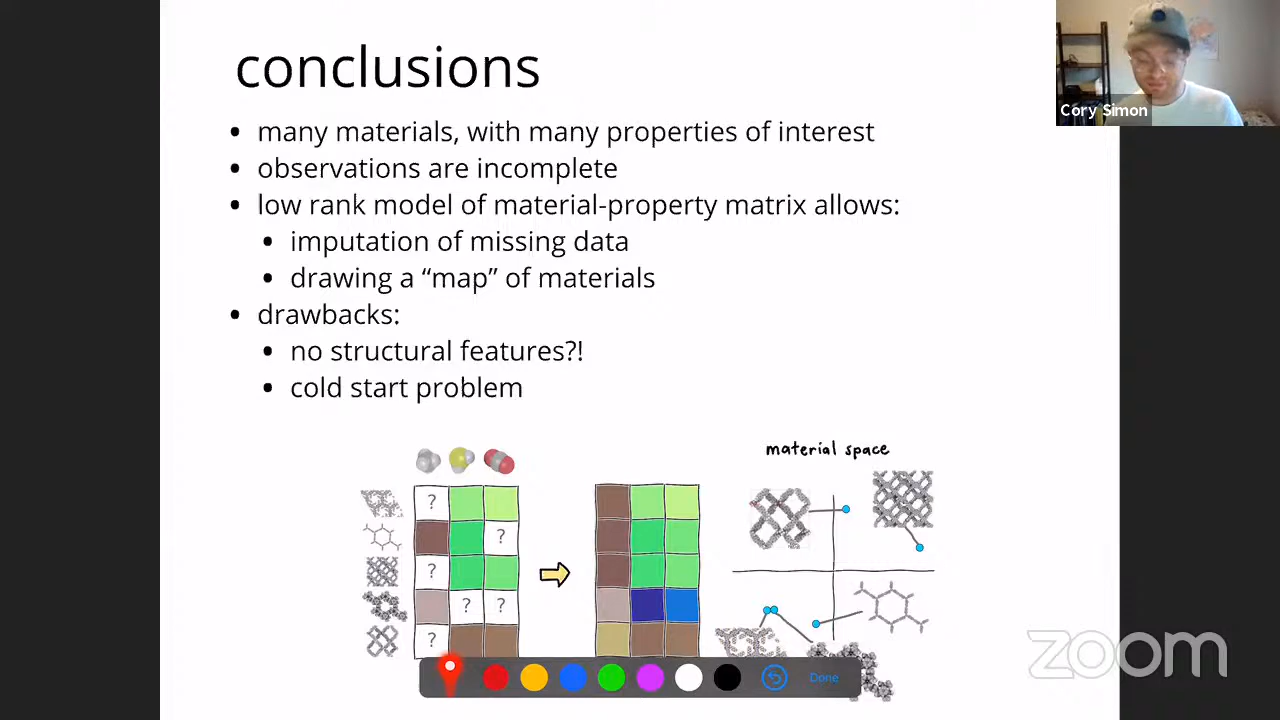 conclusions
Cory Simon
• many materials, with many properties of interest
• observations are incomplete
• low rank model of material-property matrix allows:
• imputation of missing data
• drawing a “map” of materials
• drawbacks:
• no structural features?!
• cold start problem
material space
?
?
?
? ?
?
Done
zoom